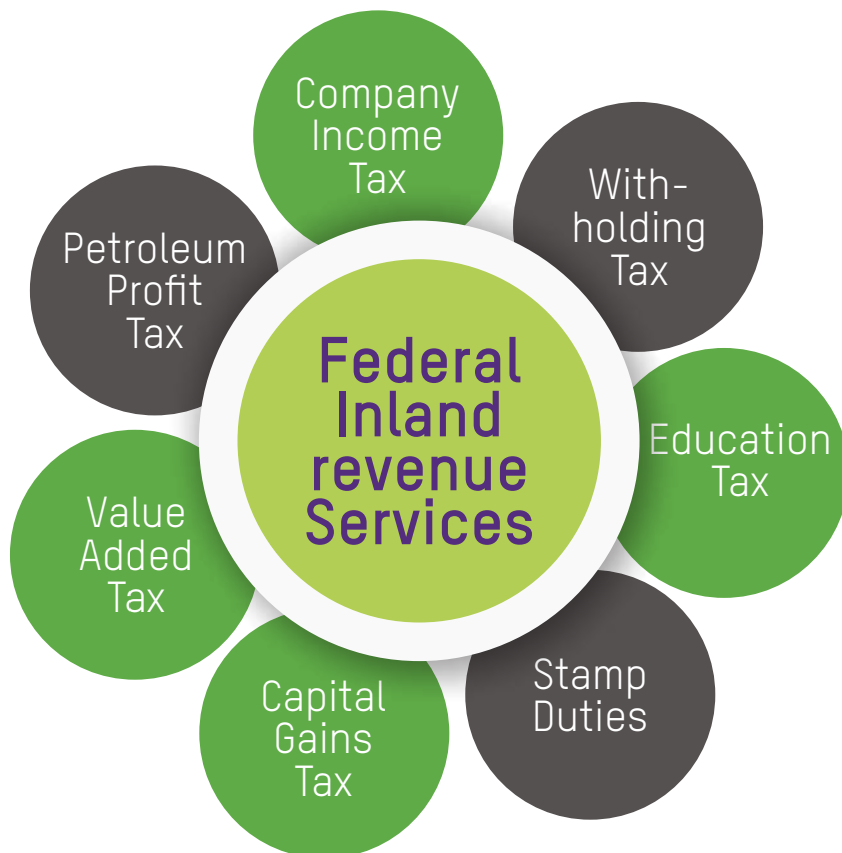 Company
Income
Tax
With-
holding
Tax
Petroleum
Profit
Tax
Federal
Inland
revenue
Services
Education
Tax
Value
Added
Tax
Stamp
Duties
Capital
Gains
Tax